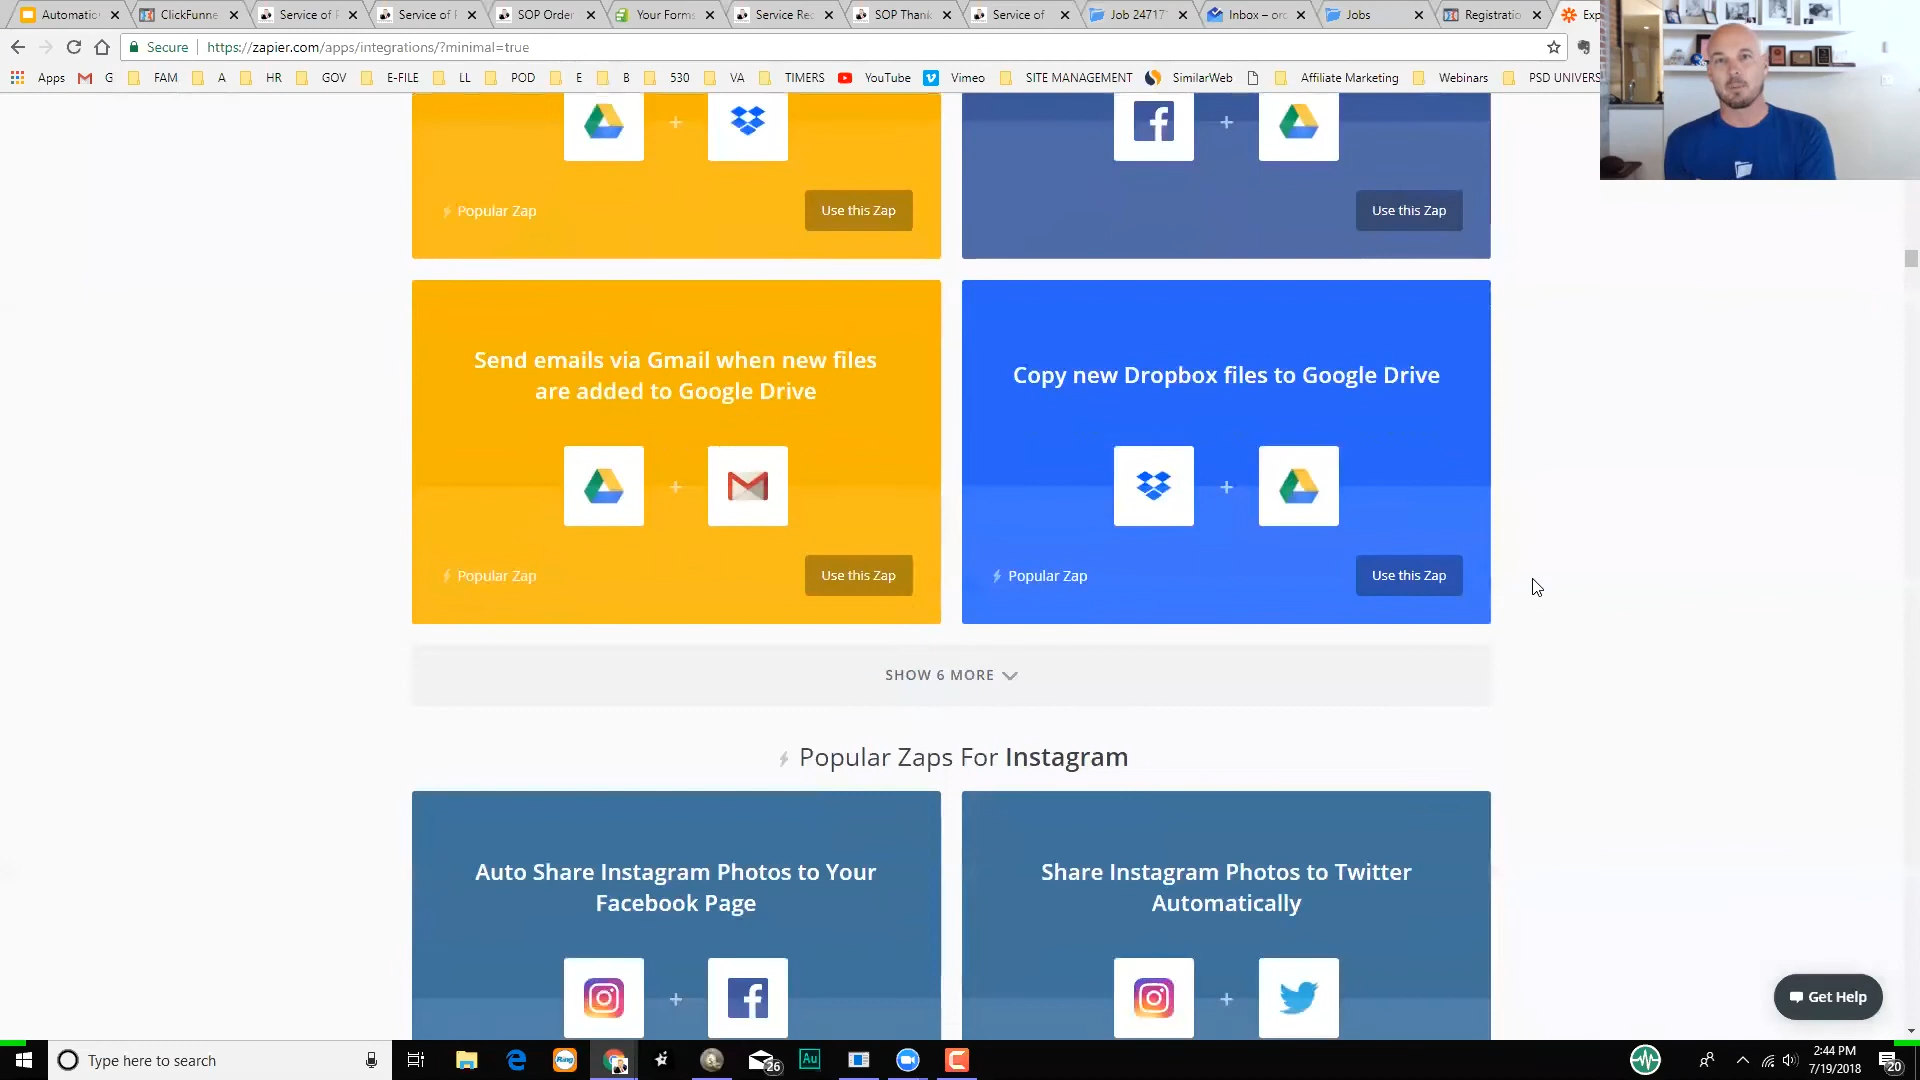 Automatio
ClickFunne
Service of P
Service of P
SOP Order
Your Forms
Service Rec
SOP Thank
Service of
Job 24717
Inbox – orc
Jobs
Registratio
Exp
Secure
https://zapier.com/apps/integrations/?minimal=true
Apps
G
FAM
A
HR
GOV
E-FILE
LL
POD
E
B
530
VA
TIMERS
YouTube
Vimeo
SITE MANAGEMENT
SimilarWeb
Affiliate Marketing
Webinars
PSD UNIVERS
Popular Zap
Use this Zap
Use this Zap
Send emails via Gmail when new files
are added to Google Drive
Popular Zap
Use this Zap
Copy new Dropbox files to Google Drive
Popular Zap
Use this Zap
SHOW 6 MORE
Popular Zaps For Instagram
Auto Share Instagram Photos to Your
Facebook Page
Share Instagram Photos to Twitter
Automatically
Get Help
Type here to search
Ring
26
Au
2:44 PM
7/19/2018
20